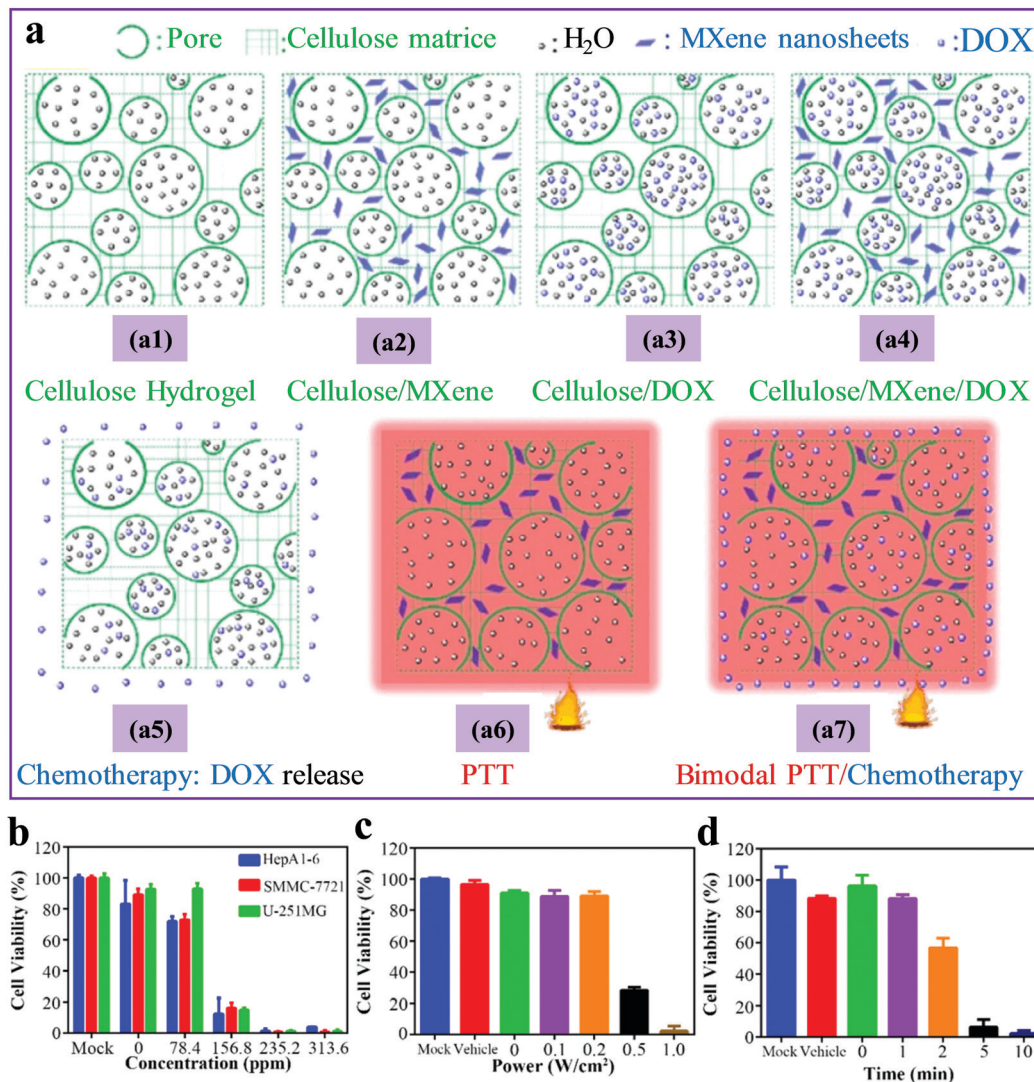 a
: Pore : Cellulose matrice : H₂O : MXene nanosheets : DOX
(a1) (a2) (a3) (a4)
Cellulose Hydrogel Cellulose/MXene Cellulose/DOX Cellulose/MXene/DOX
(a5) (a6) (a7)
Chemotherapy: DOX release PTT Bimodal PTT/Chemotherapy
b
Cell Viability (%)
120
100
80
60
40
20
0
HepA1-6
SMMC-7721
U-251MG
Mock 0 78.4 156.8 235.2 313.6
Concentration (ppm)
c
Cell Viability (%)
120
100
80
60
40
20
0
Mock Vehicle 0 0.1 0.2 0.5 1.0
Power (W/cm²)
d
Cell Viability (%)
120
100
80
60
40
20
0
Mock Vehicle 0 1 2 5 10
Time (min)